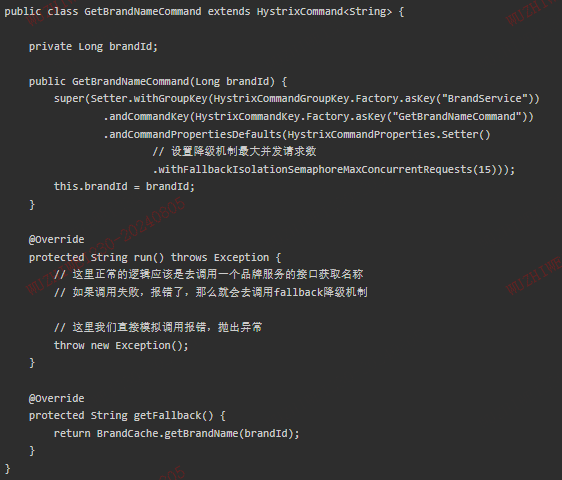 public class GetBrandNameCommand extends HystrixCommand<String> {
private Long brandId;
public GetBrandNameCommand(Long brandId) {
super(Setter.withGroupKey(HystrixCommandGroupKey.Factory.asKey("BrandService"))
.andCommandKey(HystrixCommandKey.Factory.asKey("GetBrandNameCommand"))
.andCommandPropertiesDefaults(HystrixCommandProperties.Setter()
// 设置降级机制最大并发请求数
.withFallbackIsolationSemaphoreMaxConcurrentRequests(15)));
this.brandId = brandId;
}
@Override
protected String run() throws Exception {
// 这里正常的逻辑应该是去调用一个品牌服务的接口获取名称
// 如果调用失败，报错了，那么就会去调用fallback降级机制
// 这里我们直接模拟调用报错，抛出异常
throw new Exception();
}
@Override
protected String getFallback() {
return BrandCache.getBrandName(brandId);
}
}